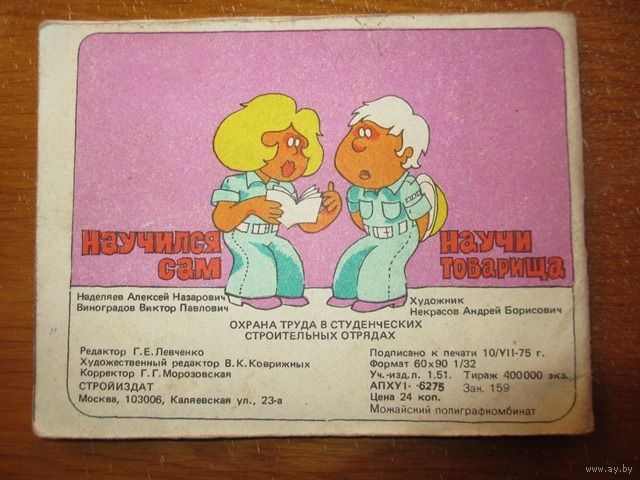 НАУЧИЛСЯ
САМ
НАУЧИ
ТОВАРИЩА
Наделяев Алексей Назарович
Виноградов Виктор Павлович
Художник
Некрасов Андрей Борисович
ОХРАНА ТРУДА В СТУДЕНЧЕСКИХ
СТРОИТЕЛЬНЫХ ОТРЯДАХ
Редактор Г.Е.Левченко
Художественный редактор В.К.Коврижных
Корректор Г.Г.Морозовская
СТРОЙИЗДАТ
Москва, 103006, Каляевская ул., 23-а
Подписано к печати 10/VII-75 г.
Формат 60х90 1/32
Уч.-изд.л. 1.51. Тираж 400000 экз.
АПХУ1- -6275 Зак. 159
Цена 24 коп.
Можайский полиграфкомбинат
www.ay.by